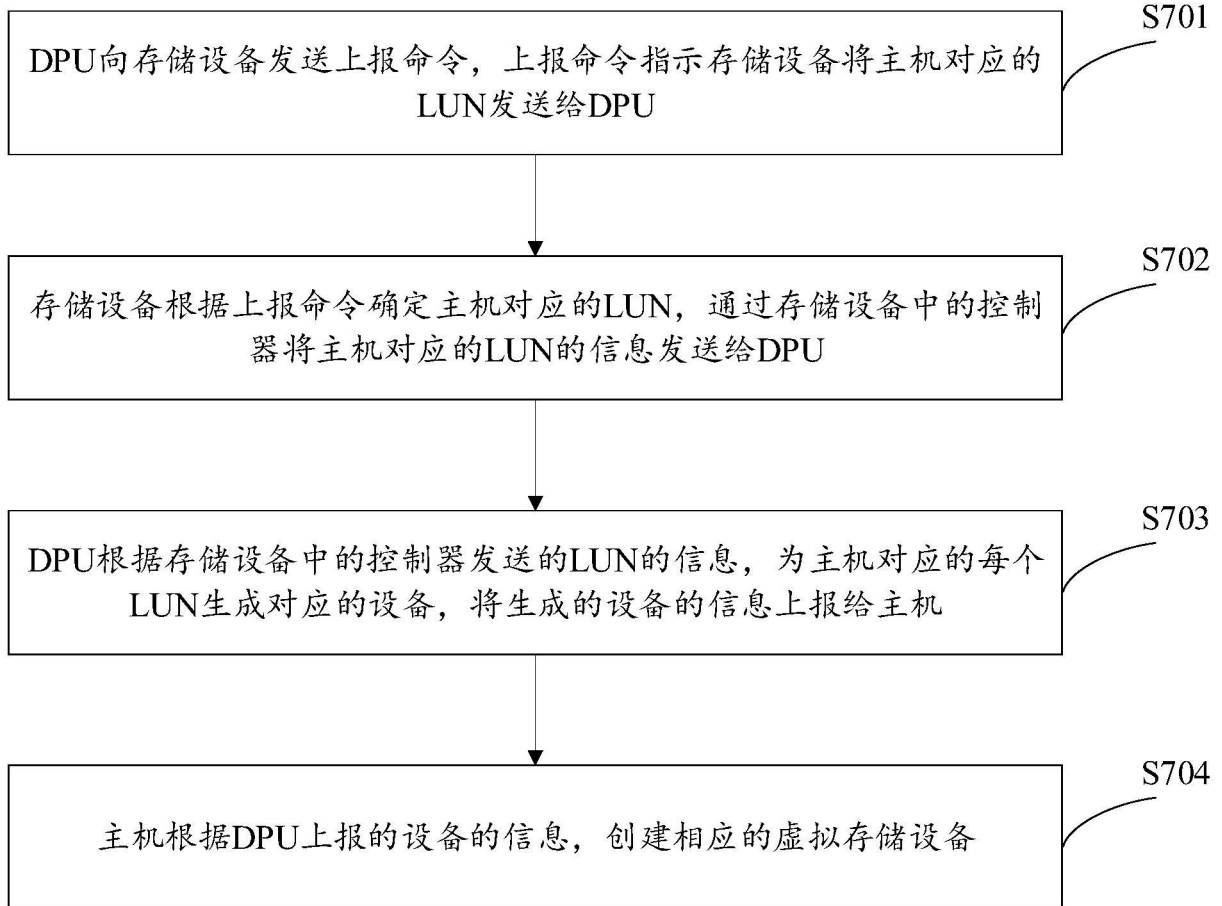 S701
DPU向存储设备发送上报命令，上报命令指示存储设备将主机对应的
LUN发送给DPU
S702
存储设备根据上报命令确定主机对应的LUN，通过存储设备中的控制
器将主机对应的LUN的信息发送给DPU
S703
DPU根据存储设备中的控制器发送的LUN的信息，为主机对应的每个
LUN生成对应的设备，将生成的设备的信息上报给主机
S704
主机根据DPU上报的设备的信息，创建相应的虚拟存储设备